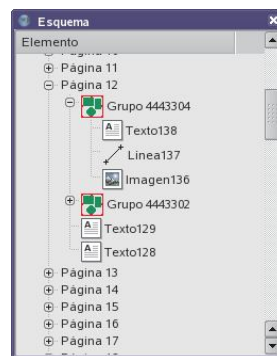 Esquema
Elemento
Página 11
Página 12
Grupo 4443304
Texto138
Línea137
Imagen136
Grupo 4443302
Texto129
Texto128
Página 13
Página 14
Página 15
Página 16
Página 17